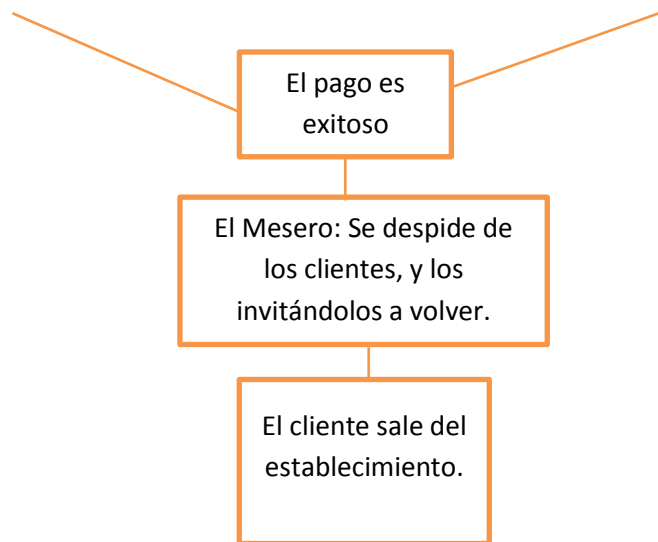 El pago es
exitoso
El Mesero: Se despide de
los clientes, y los
invitándolos a volver.
El cliente sale del
establecimiento.